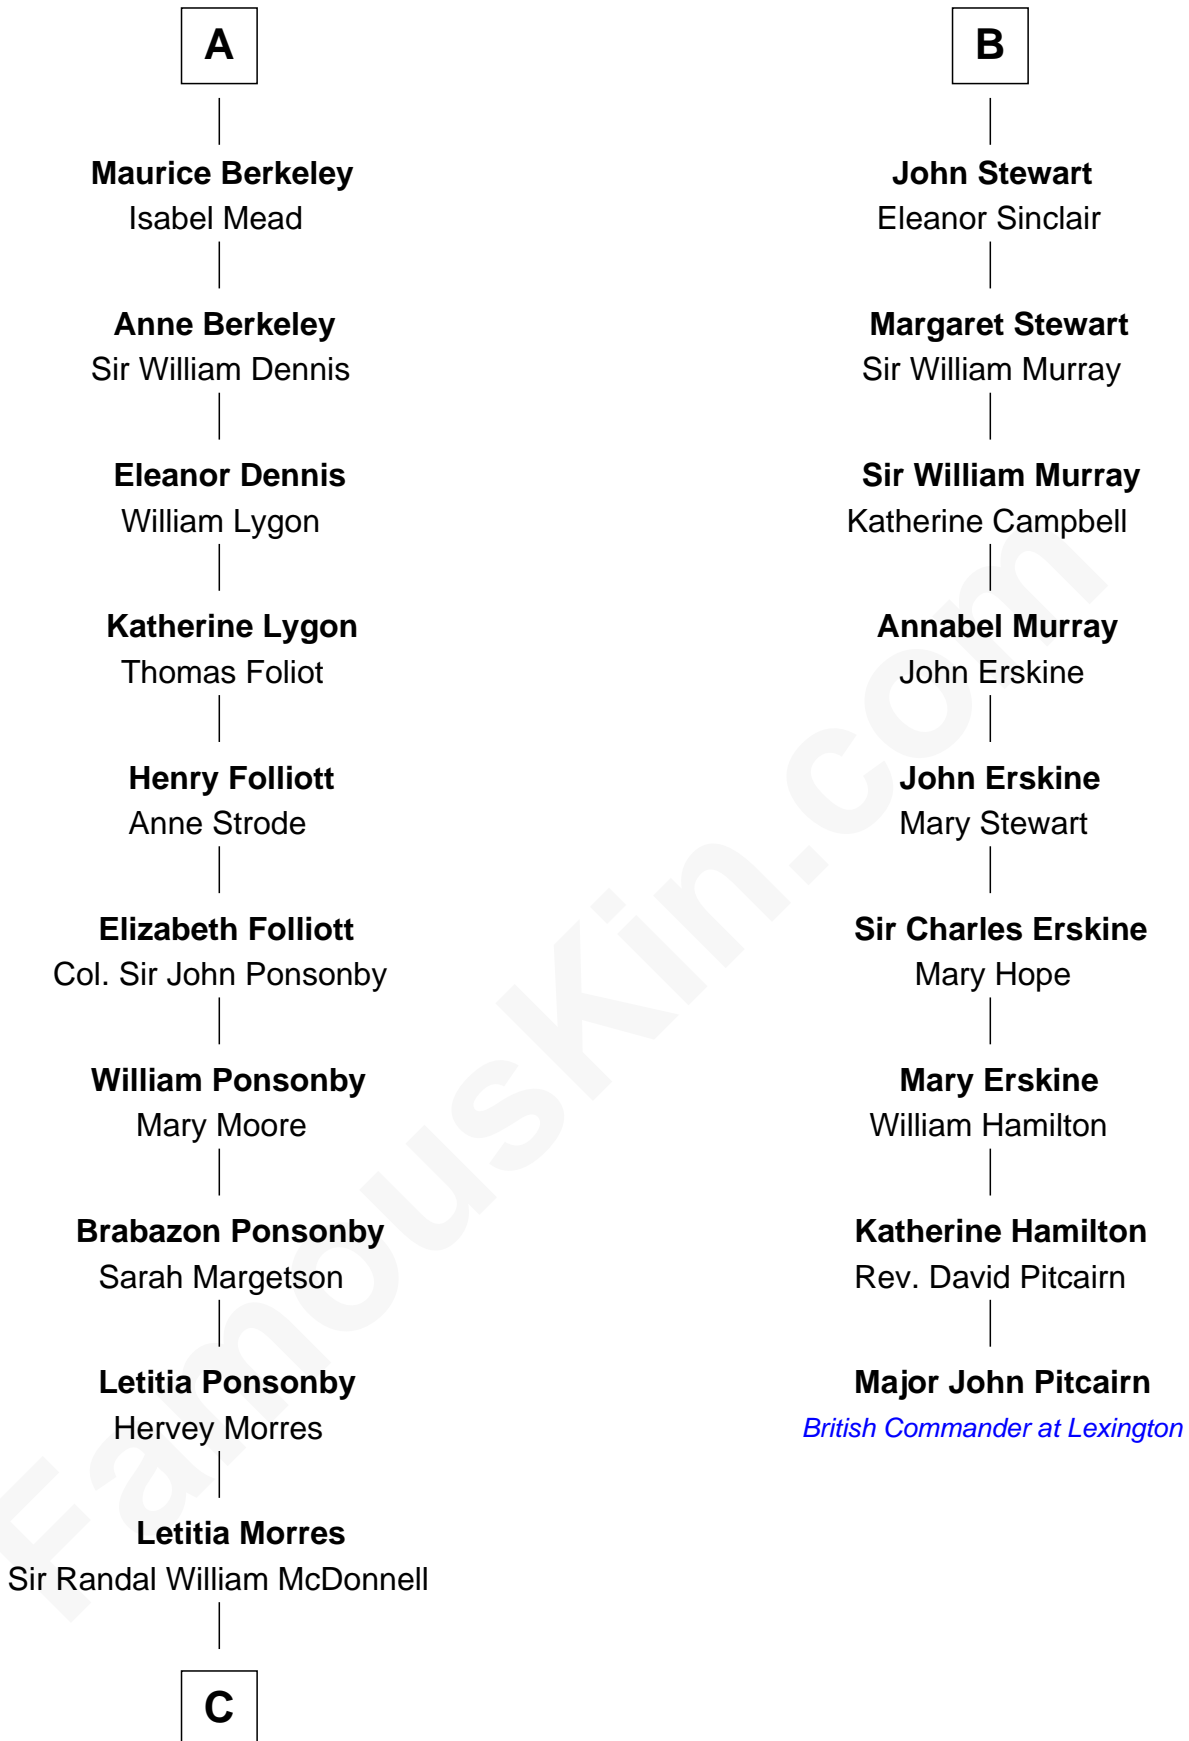 A
Maurice Berkeley
Isabel Mead
Anne Berkeley
Sir William Dennis
Eleanor Dennis
William Lygon
Katherine Lygon
Thomas Foliot
Henry Folliott
Anne Strode
Elizabeth Folliott
Col. Sir John Ponsonby
William Ponsonby
Mary Moore
Brabazon Ponsonby
Sarah Margetson
Letitia Ponsonby
Hervey Morres
Letitia Morres
Sir Randal William McDonnell
C
B
John Stewart
Eleanor Sinclair
Margaret Stewart
Sir William Murray
Sir William Murray
Katherine Campbell
Annabel Murray
John Erskine
John Erskine
Mary Stewart
Sir Charles Erskine
Mary Hope
Mary Erskine
William Hamilton
Katherine Hamilton
Rev. David Pitcairn
Major John Pitcairn
British Commander at Lexington
FamousKin.com